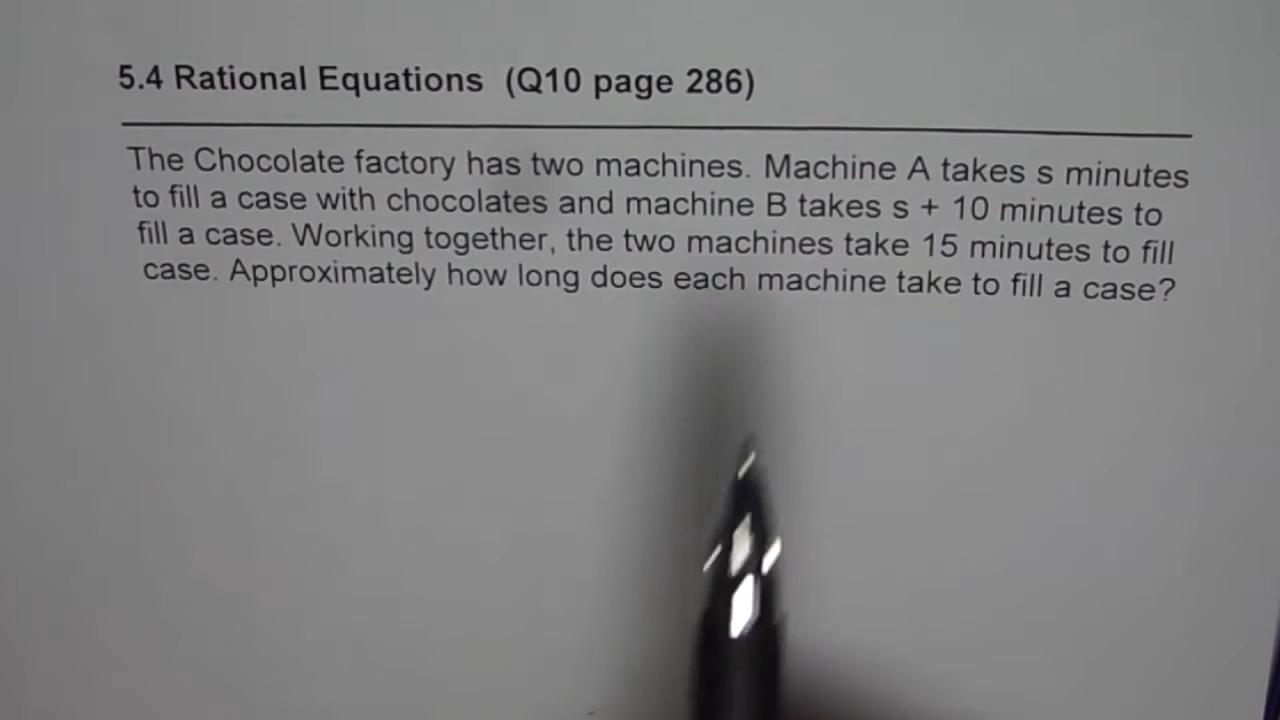 5.4 Rational Equations (Q10 page 286)
The Chocolate factory has two machines. Machine A takes s minutes
to fill a case with chocolates and machine B takes s + 10 minutes to
fill a case. Working together, the two machines take 15 minutes to fill
case. Approximately how long does each machine take to fill a case?